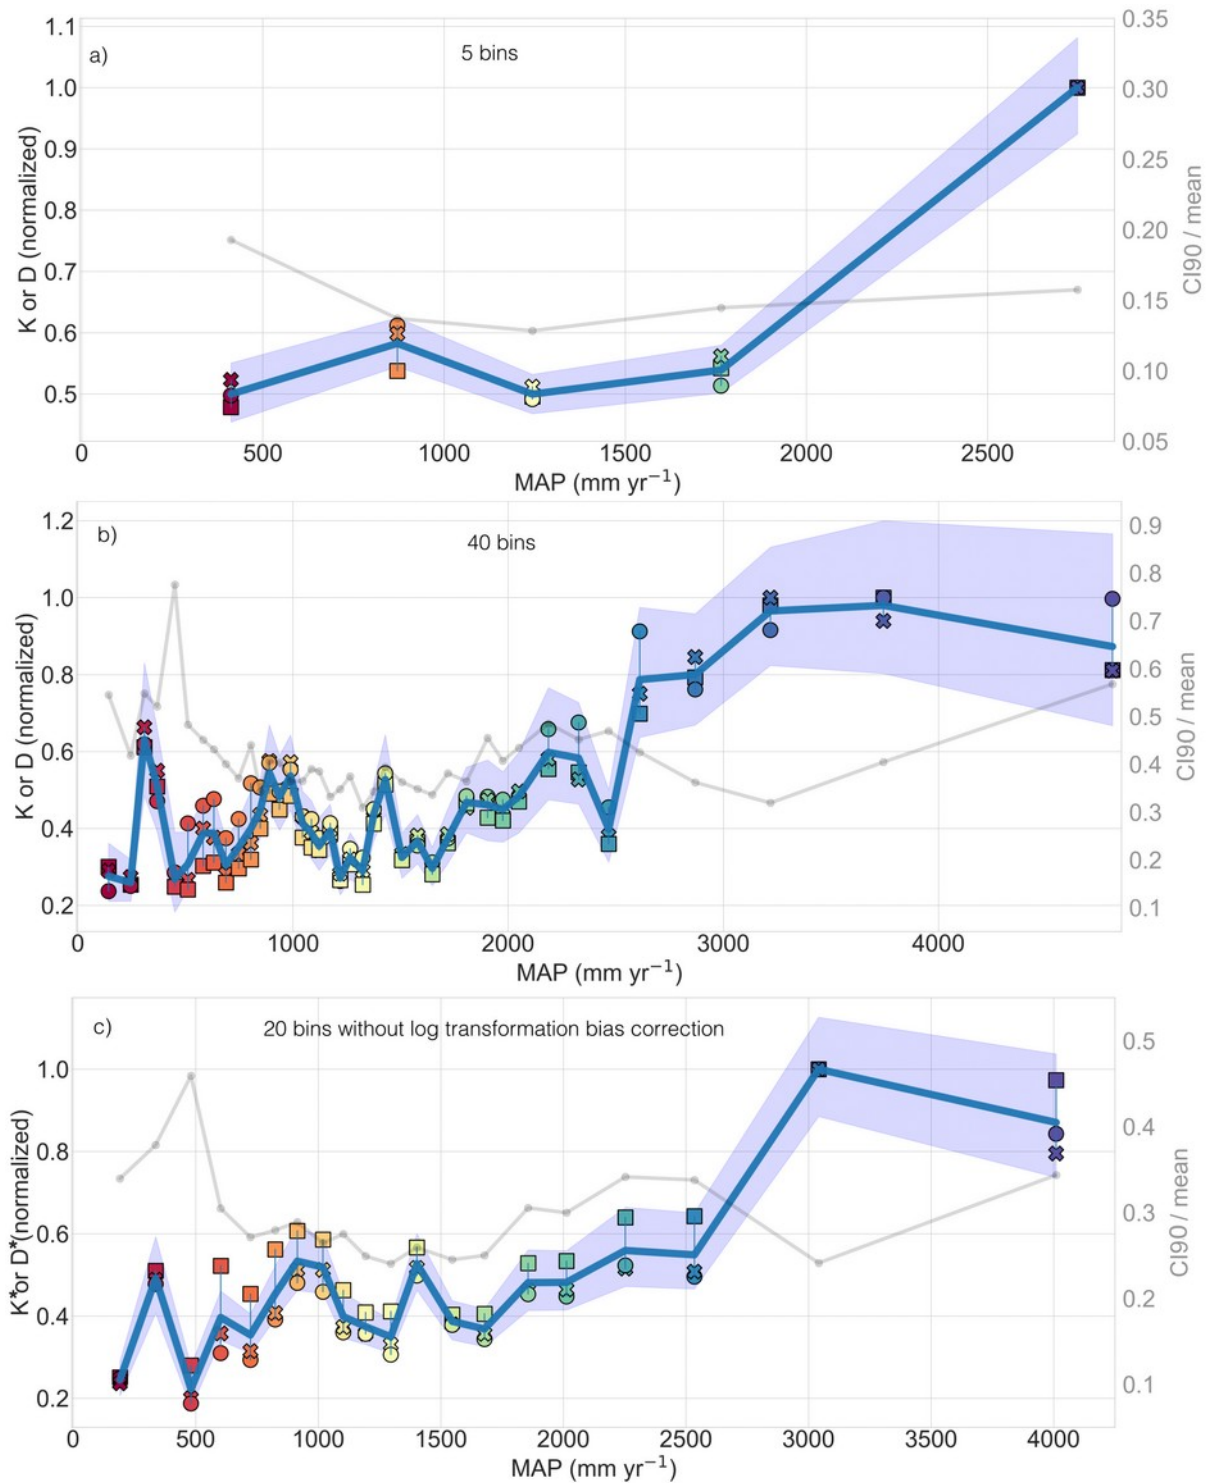 a)
5 bins
K or D (normalized)
1.1
1.0
0.9
0.8
0.7
0.6
0.5
0.35
0.30
0.25
0.20
0.15
0.10
0.05
CI90 / mean
0 500 1000 1500 2000 2500
MAP (mm yr⁻¹)
b)
40 bins
K or D (normalized)
1.2
1.0
0.8
0.6
0.4
0.2
0.9
0.8
0.7
0.6
0.5
0.4
0.3
0.2
0.1
CI90 / mean
0 1000 2000 3000 4000
MAP (mm yr⁻¹)
c)
20 bins without log transformation bias correction
K*or D*(normalized)
1.0
0.8
0.6
0.4
0.2
0.5
0.4
0.3
0.2
0.1
CI90 / mean
0 500 1000 1500 2000 2500 3000 3500 4000
MAP (mm yr⁻¹)